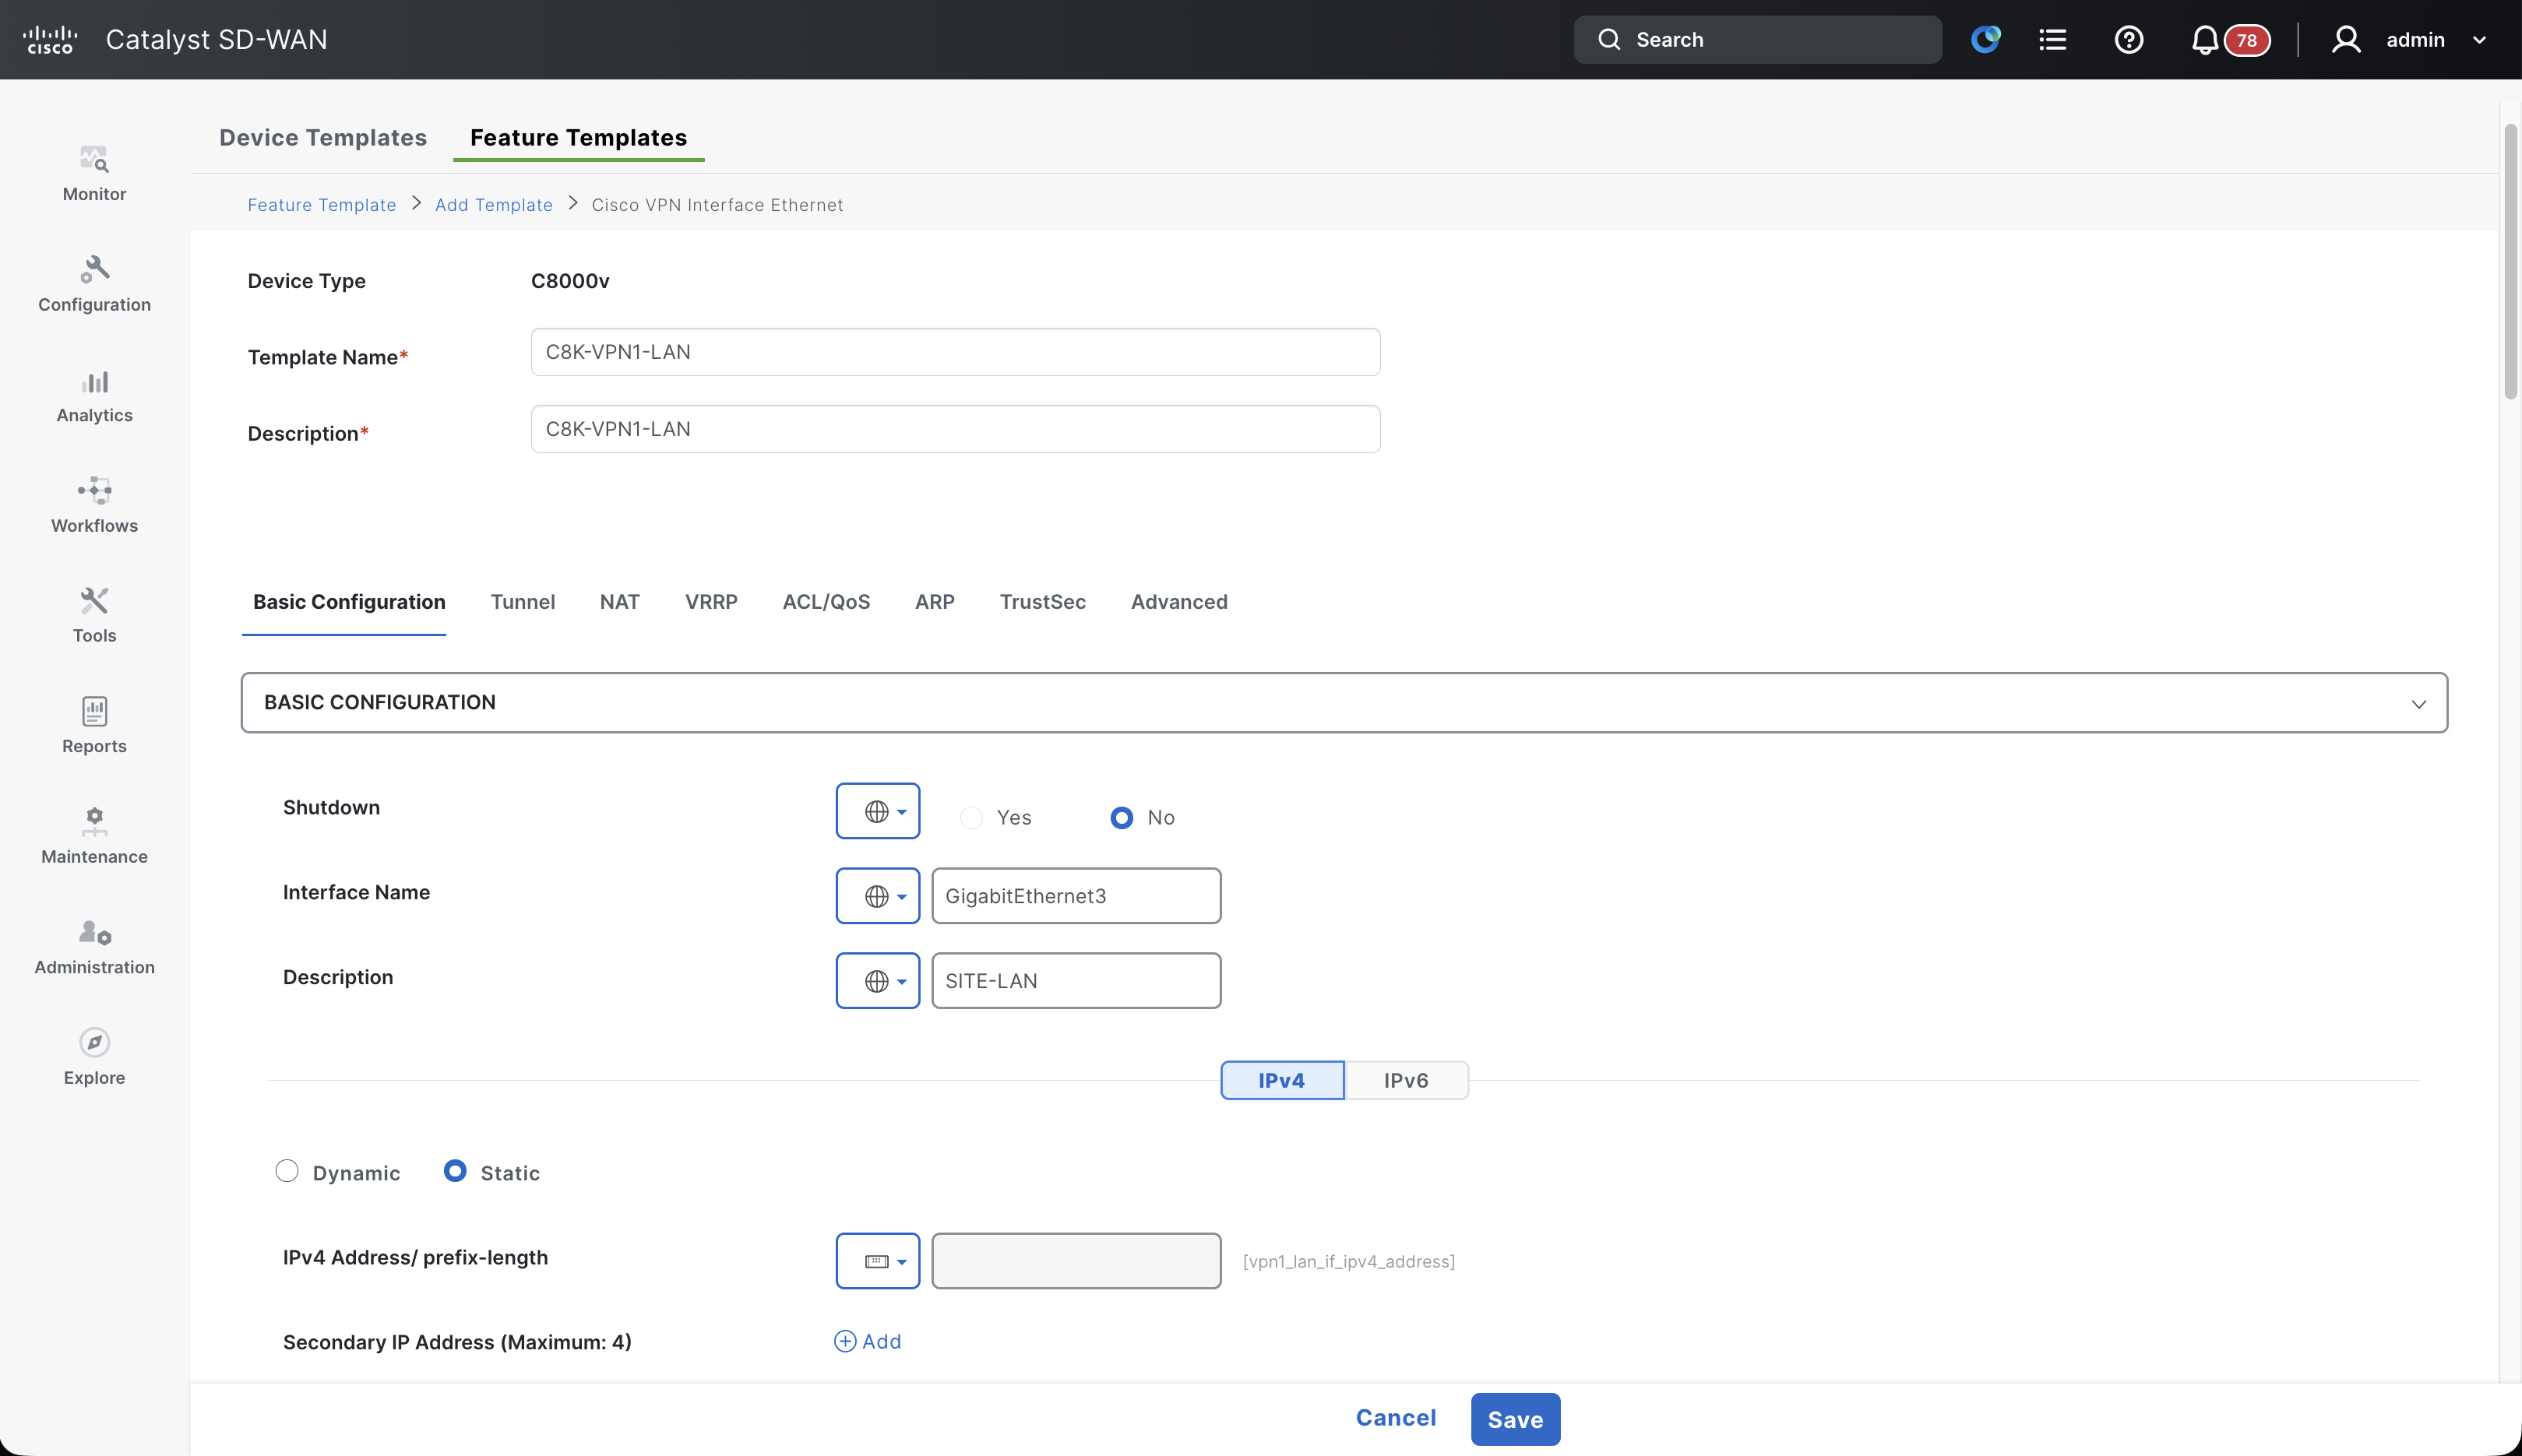 cisco Catalyst SD-WAN Search 78 admin
Device Templates Feature Templates
Feature Template > Add Template > Cisco VPN Interface Ethernet
Monitor
Configuration
Analytics
Workflows
Tools
Reports
Maintenance
Administration
Explore
Device Type C8000v
Template Name* C8K-VPN1-LAN
Description* C8K-VPN1-LAN
Basic Configuration Tunnel NAT VRRP ACL/QoS ARP TrustSec Advanced
BASIC CONFIGURATION
Shutdown Yes No
Interface Name GigabitEthernet3
Description SITE-LAN
IPv4 IPv6
Dynamic Static
IPv4 Address/ prefix-length [vpn1_lan_if_ipv4_address]
Secondary IP Address (Maximum: 4) Add
Cancel Save